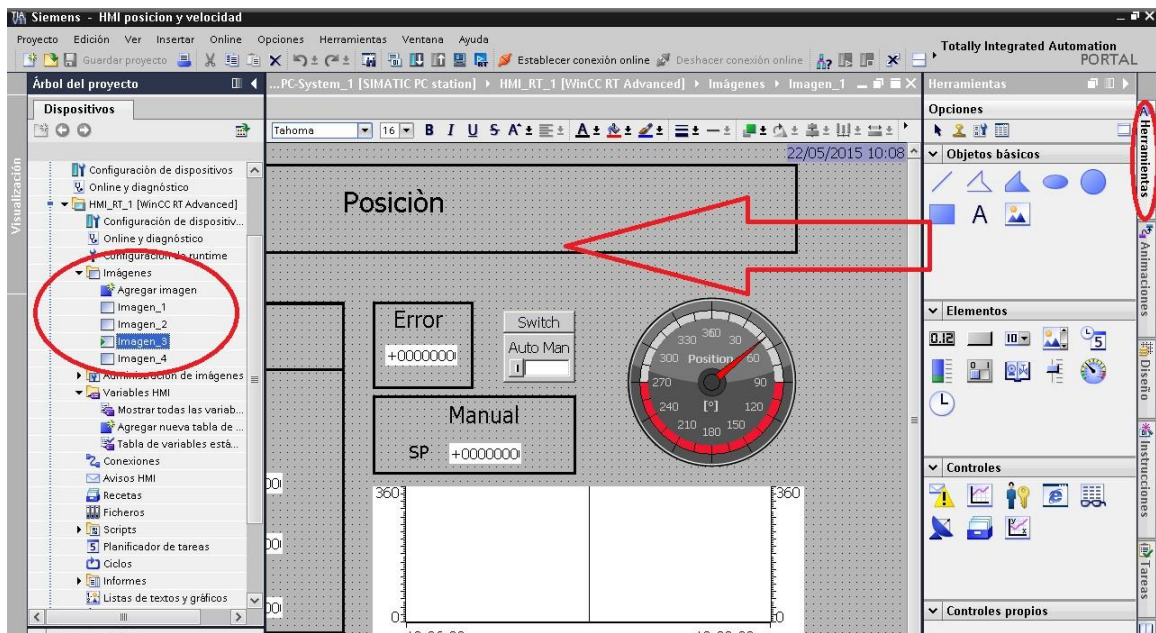 Siemens - HMI posicion y velocidad
Proyecto Edición Ver Insertar Online Opciones Herramientas Ventana Ayuda
Totally Integrated Automation
PORTAL
Guardar proyecto
Establecer conexión online
Deshacer conexión online
Árbol del proyecto
...PC-System_1 [SIMATIC PC station] HMI_RT_1 [WinCC RT Advanced] Imágenes Imagen_1
Herramientas
Dispositivos
Opciones
Tahoma 16 B I U S A
Visualización
Configuración de dispositivos
Online y diagnóstico
HMI_RT_1 [WinCC RT Advanced]
Configuración de dispositiv...
Online y diagnóstico
Configuración de runtime
Imágenes
Agregar imagen
Imagen_1
Imagen_2
Imagen_3
Imagen_4
Administración de imágenes
Variables HMI
Mostrar todas las variab...
Agregar nueva tabla de ...
Tabla de variables está...
Conexiones
Avisos HMI
Recetas
Ficheros
Scripts
Planificador de tareas
Ciclos
Informes
Listas de textos y gráficos
22/05/2015 10:08
Posiciòn
Error
+0000000
Switch
Auto Man
Manual
SP +0000000
330 360 30
300 Position 60
270 90
240 [°] 120
210 180 150
360 360
0 0
Objetos básicos
A
Elementos
0.12 10 5
Controles
Controles propios
Herramientas
Animaciones
Diseño
Instrucciones
Tareas